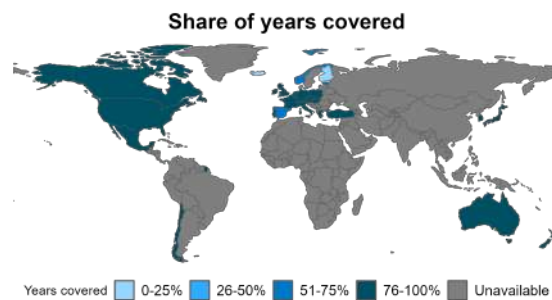 Share of years covered
Years covered 0-25% 26-50% 51-75% 76-100% Unavailable